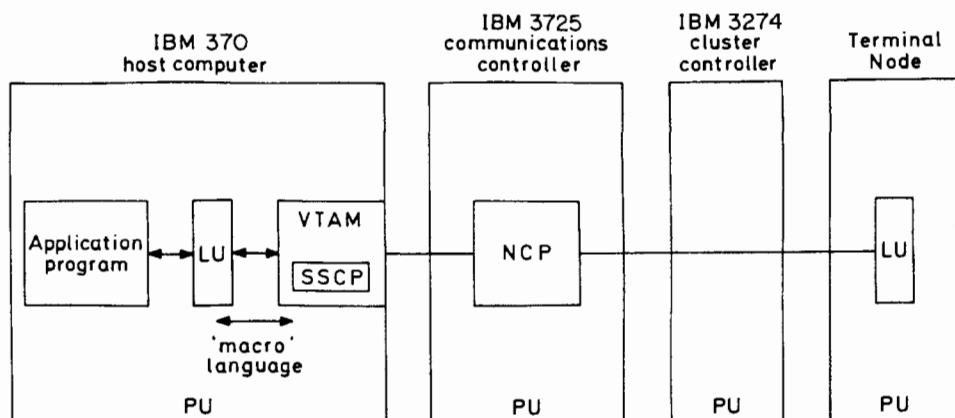 IBM 370
host computer
IBM 3725
communications
controller
IBM 3274
cluster
controller
Terminal
Node
Application
program
LU
VTAM
SSCP
NCP
LU
'macro'
language
PU
PU
PU
PU